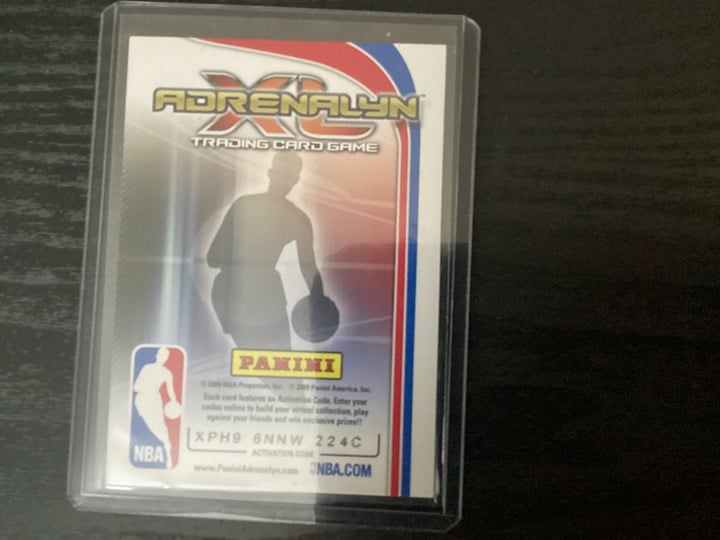 ADRENALYN XL™
TRADING CARD GAME
PANINI
© 2009 NBA Properties, Inc. © 2009 Panini America, Inc.
Each card features an Activation Code. Enter your
codes online to build your virtual collection, play
against your friends and win exclusive prizes!!
XPH9 6NNW 224C
ACTIVATION CODE
NBA
www.PaniniAdrenalyn.com NBA.COM